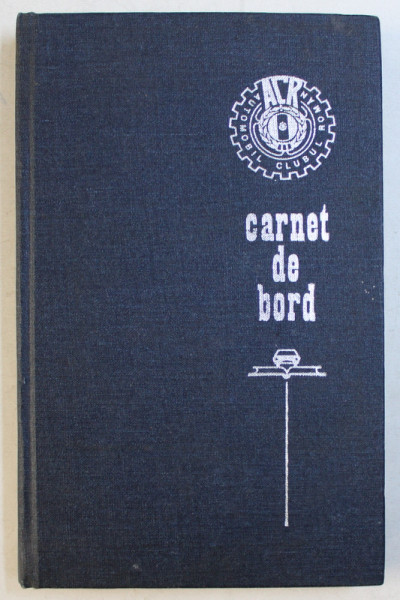 ACR
AUTOMOBIL CLUBUL ROMÂN
carnet
de
bord